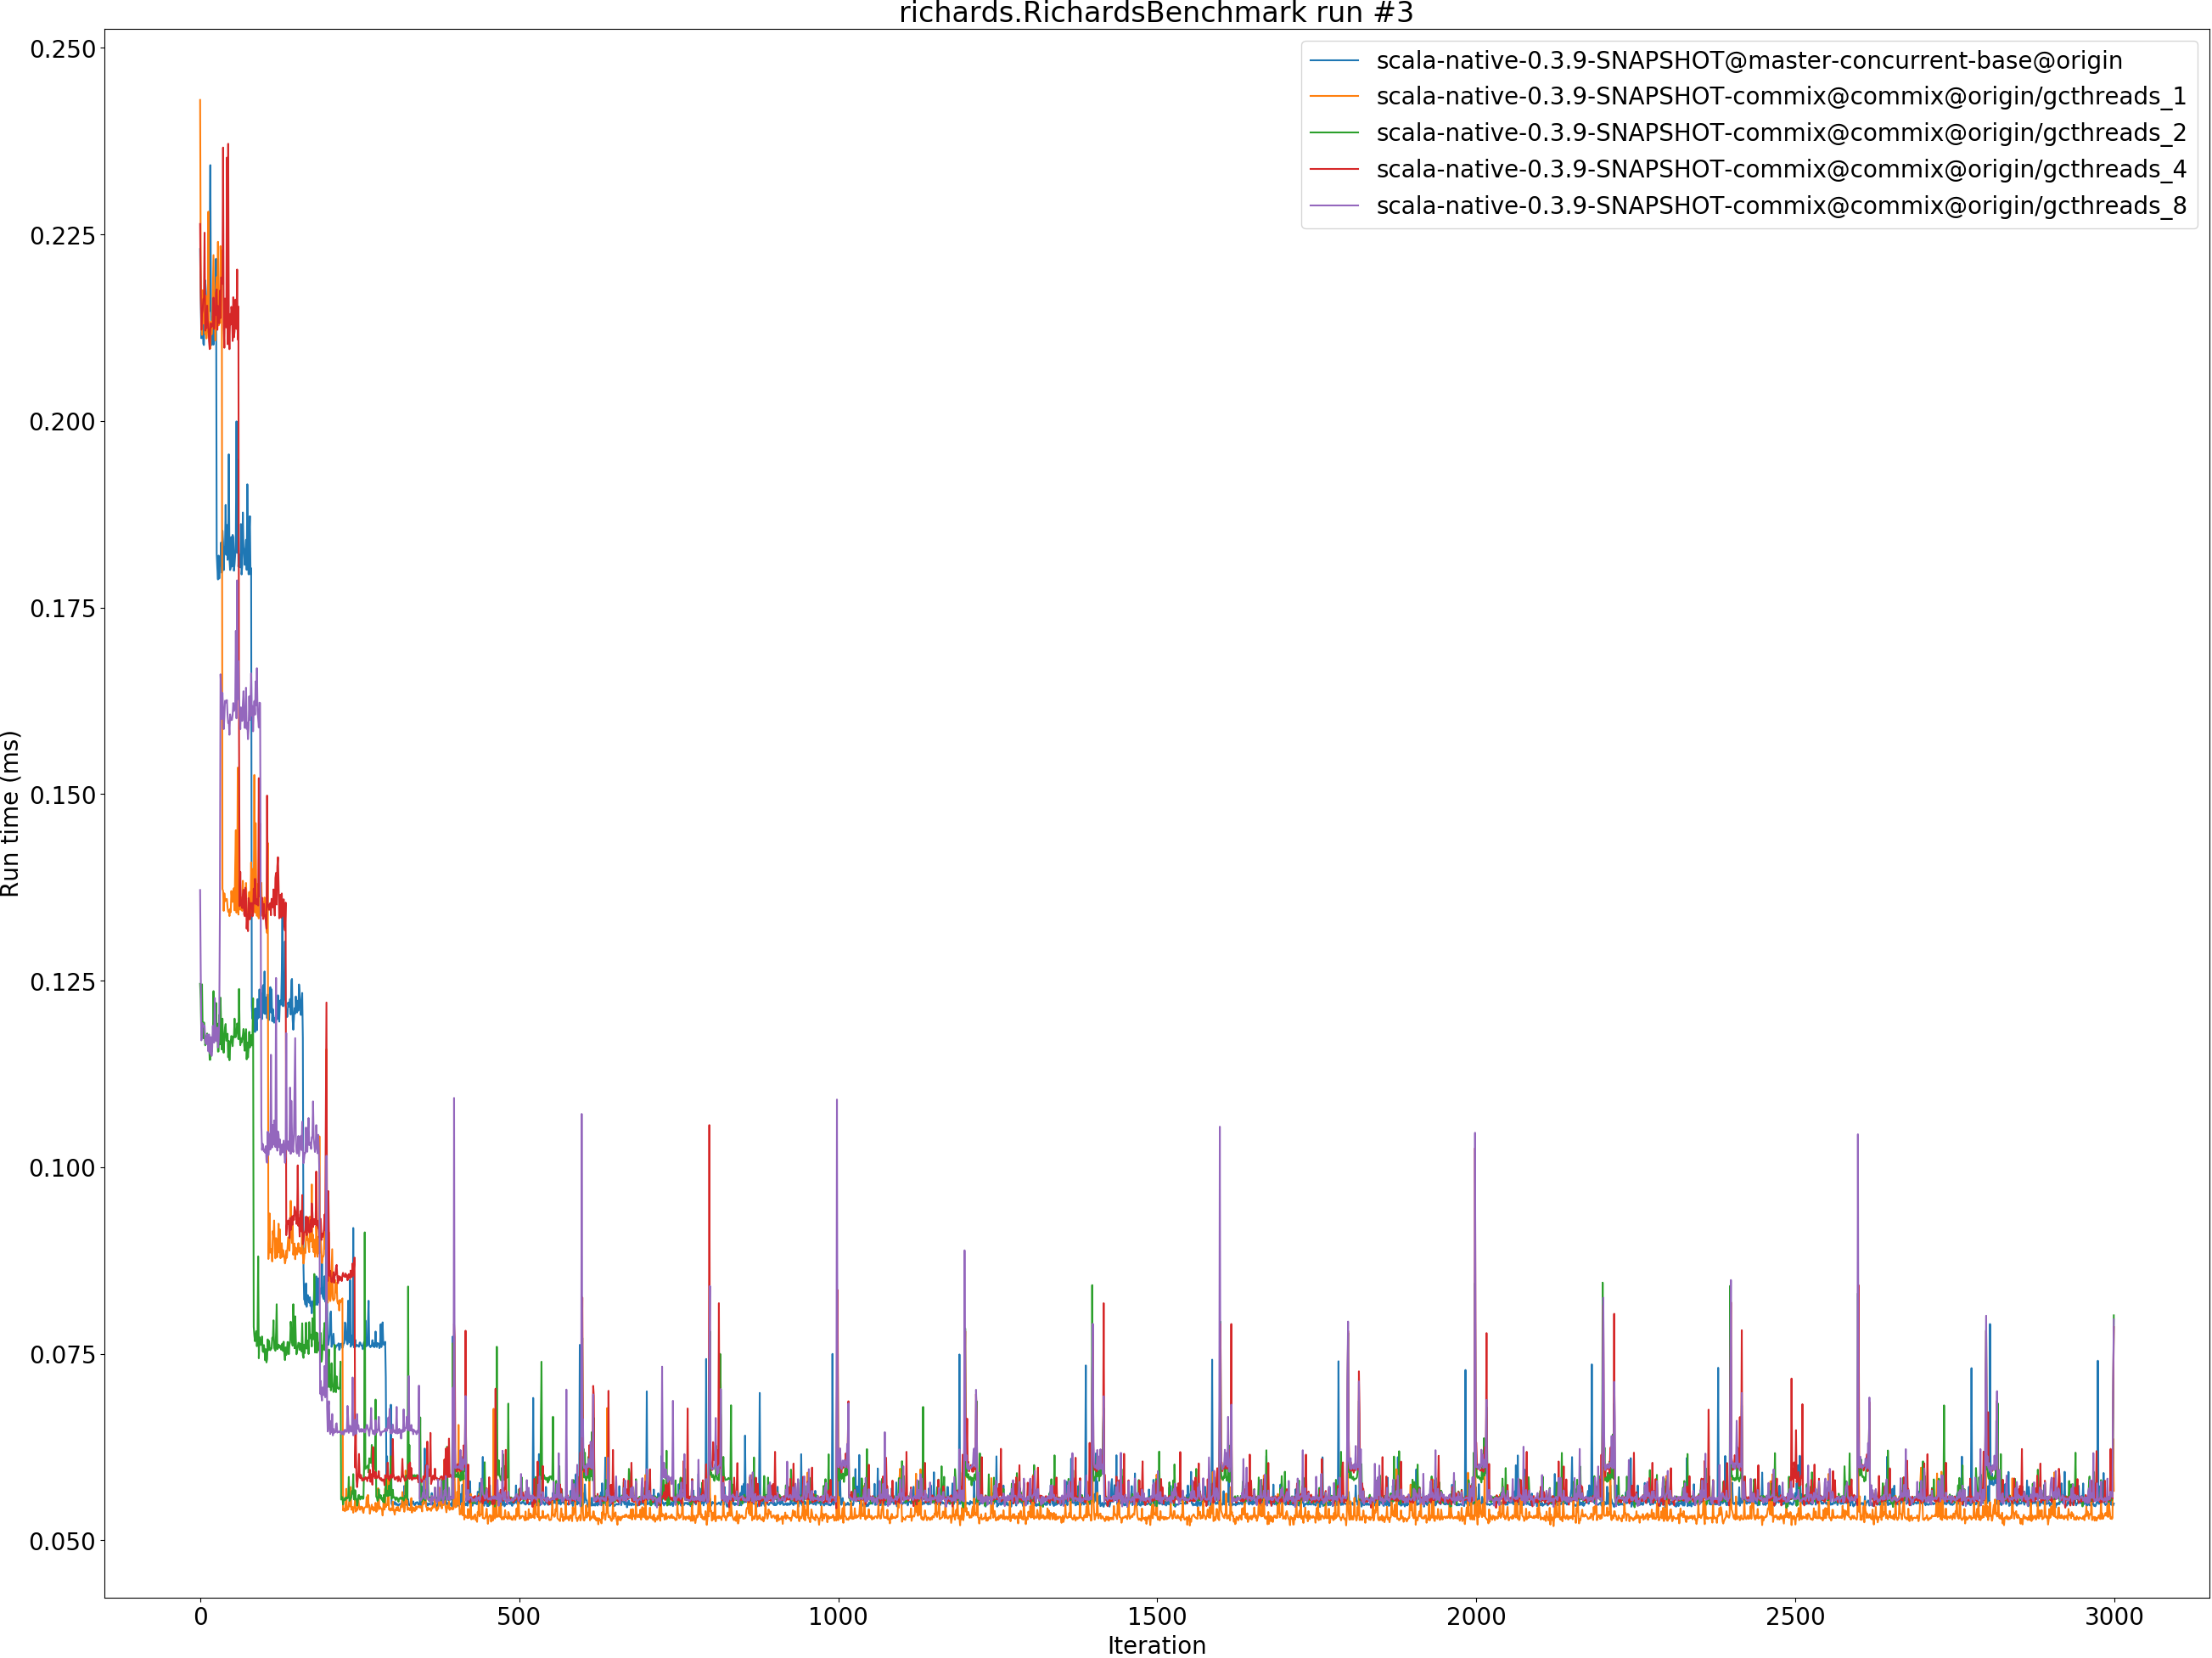 richards.RichardsBenchmark run #3
scala-native-0.3.9-SNAPSHOT@master-concurrent-base@origin
scala-native-0.3.9-SNAPSHOT-commix@commix@origin/gcthreads_1
scala-native-0.3.9-SNAPSHOT-commix@commix@origin/gcthreads_2
scala-native-0.3.9-SNAPSHOT-commix@commix@origin/gcthreads_4
scala-native-0.3.9-SNAPSHOT-commix@commix@origin/gcthreads_8
0.250
0.225
0.200
0.175
0.150
0.125
0.100
0.075
0.050
Run time (ms)
0 500 1000 1500 2000 2500 3000
Iteration